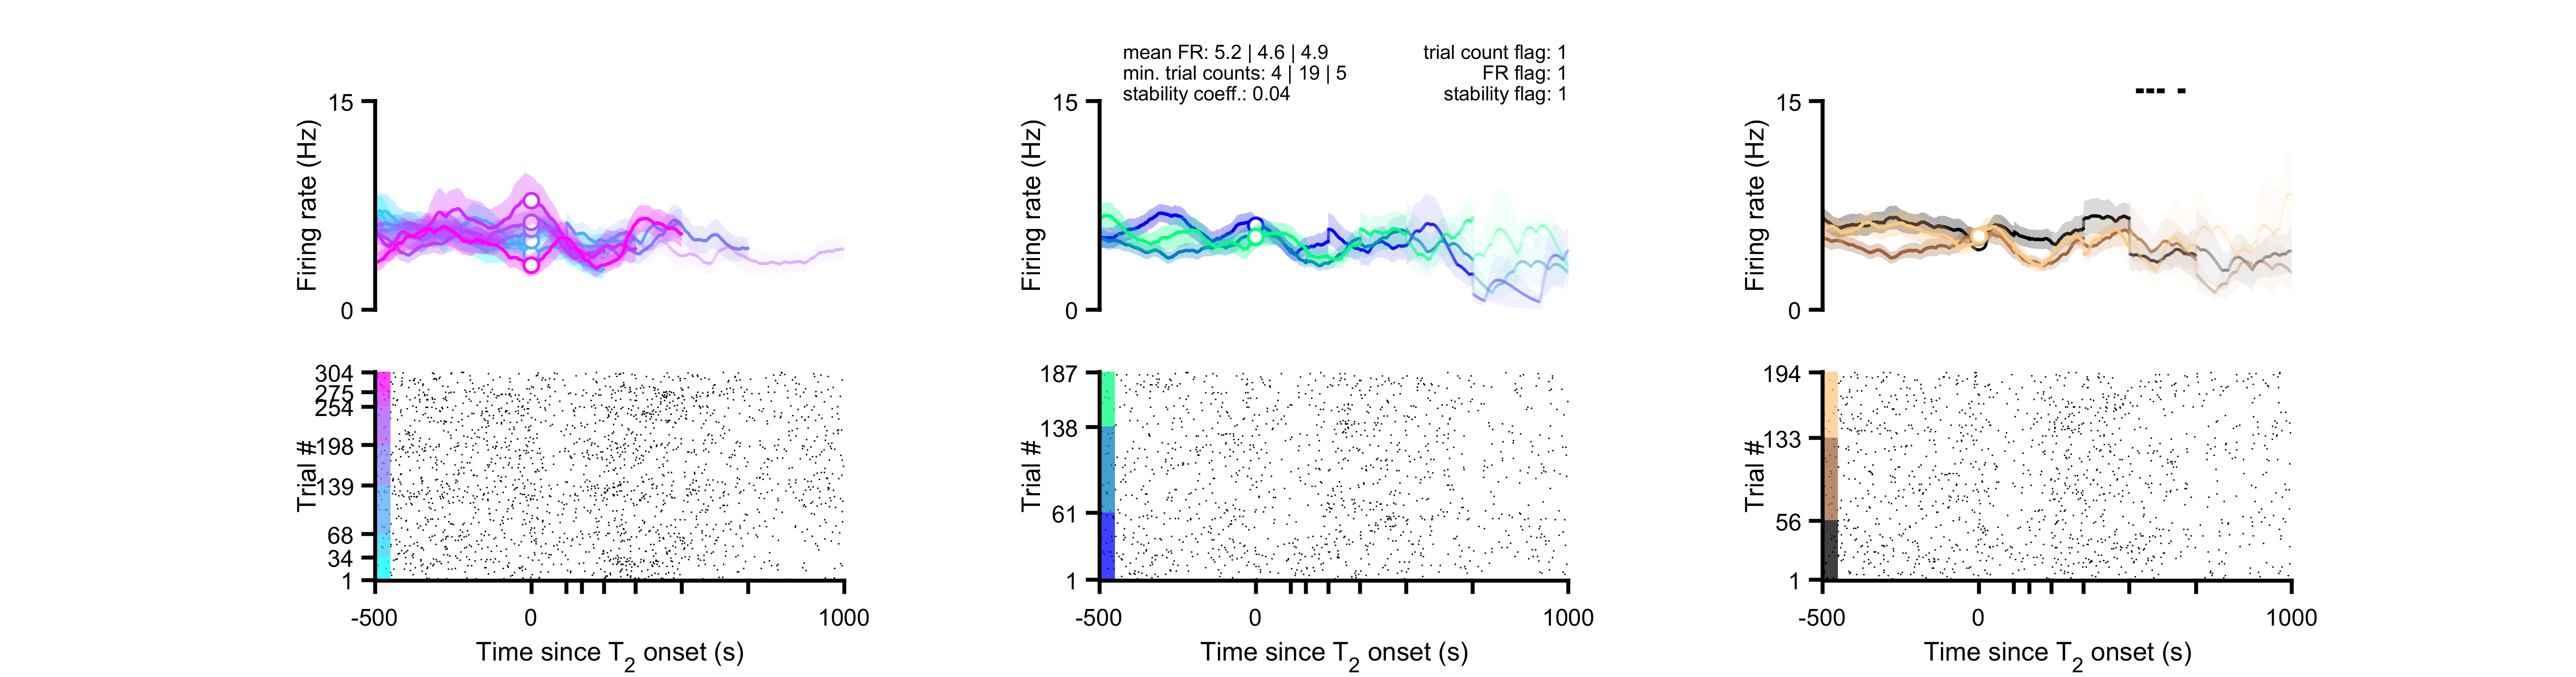 mean FR: 5.2 | 4.6 | 4.9
min. trial counts: 4 | 19 | 5
stability coeff.: 0.04
trial count flag: 1
FR flag: 1
stability flag: 1
15
Firing rate (Hz)
0
15
Firing rate (Hz)
0
15
Firing rate (Hz)
0
304
275
254
198
139
68
34
1
Trial #
-500
0
1000
Time since T2 onset (s)
187
138
61
1
Trial #
-500
0
1000
Time since T2 onset (s)
194
133
56
1
Trial #
-500
0
1000
Time since T2 onset (s)